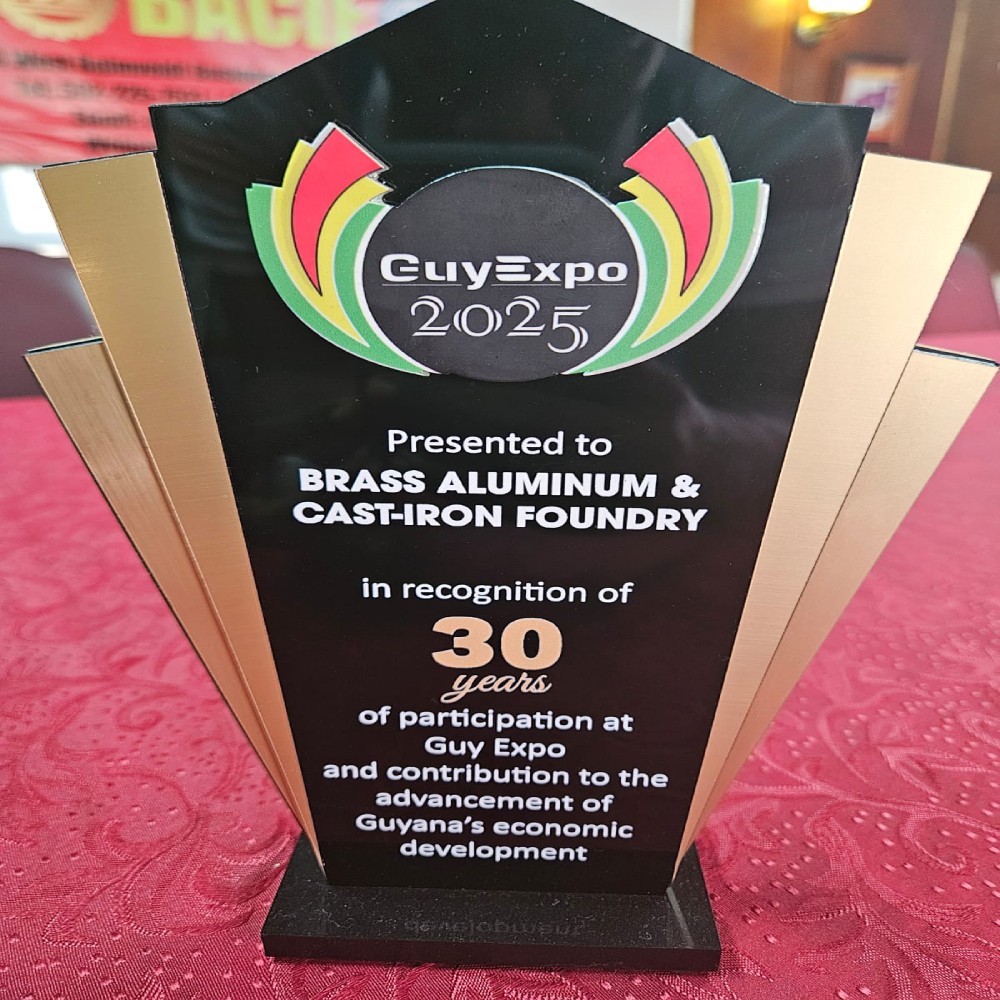 BACIF
GuyExpo
2025
Presented to
BRASS ALUMINUM &
CAST-IRON FOUNDRY
in recognition of
30
years
of participation at
Guy Expo
and contribution to the
advancement of
Guyana's economic
development